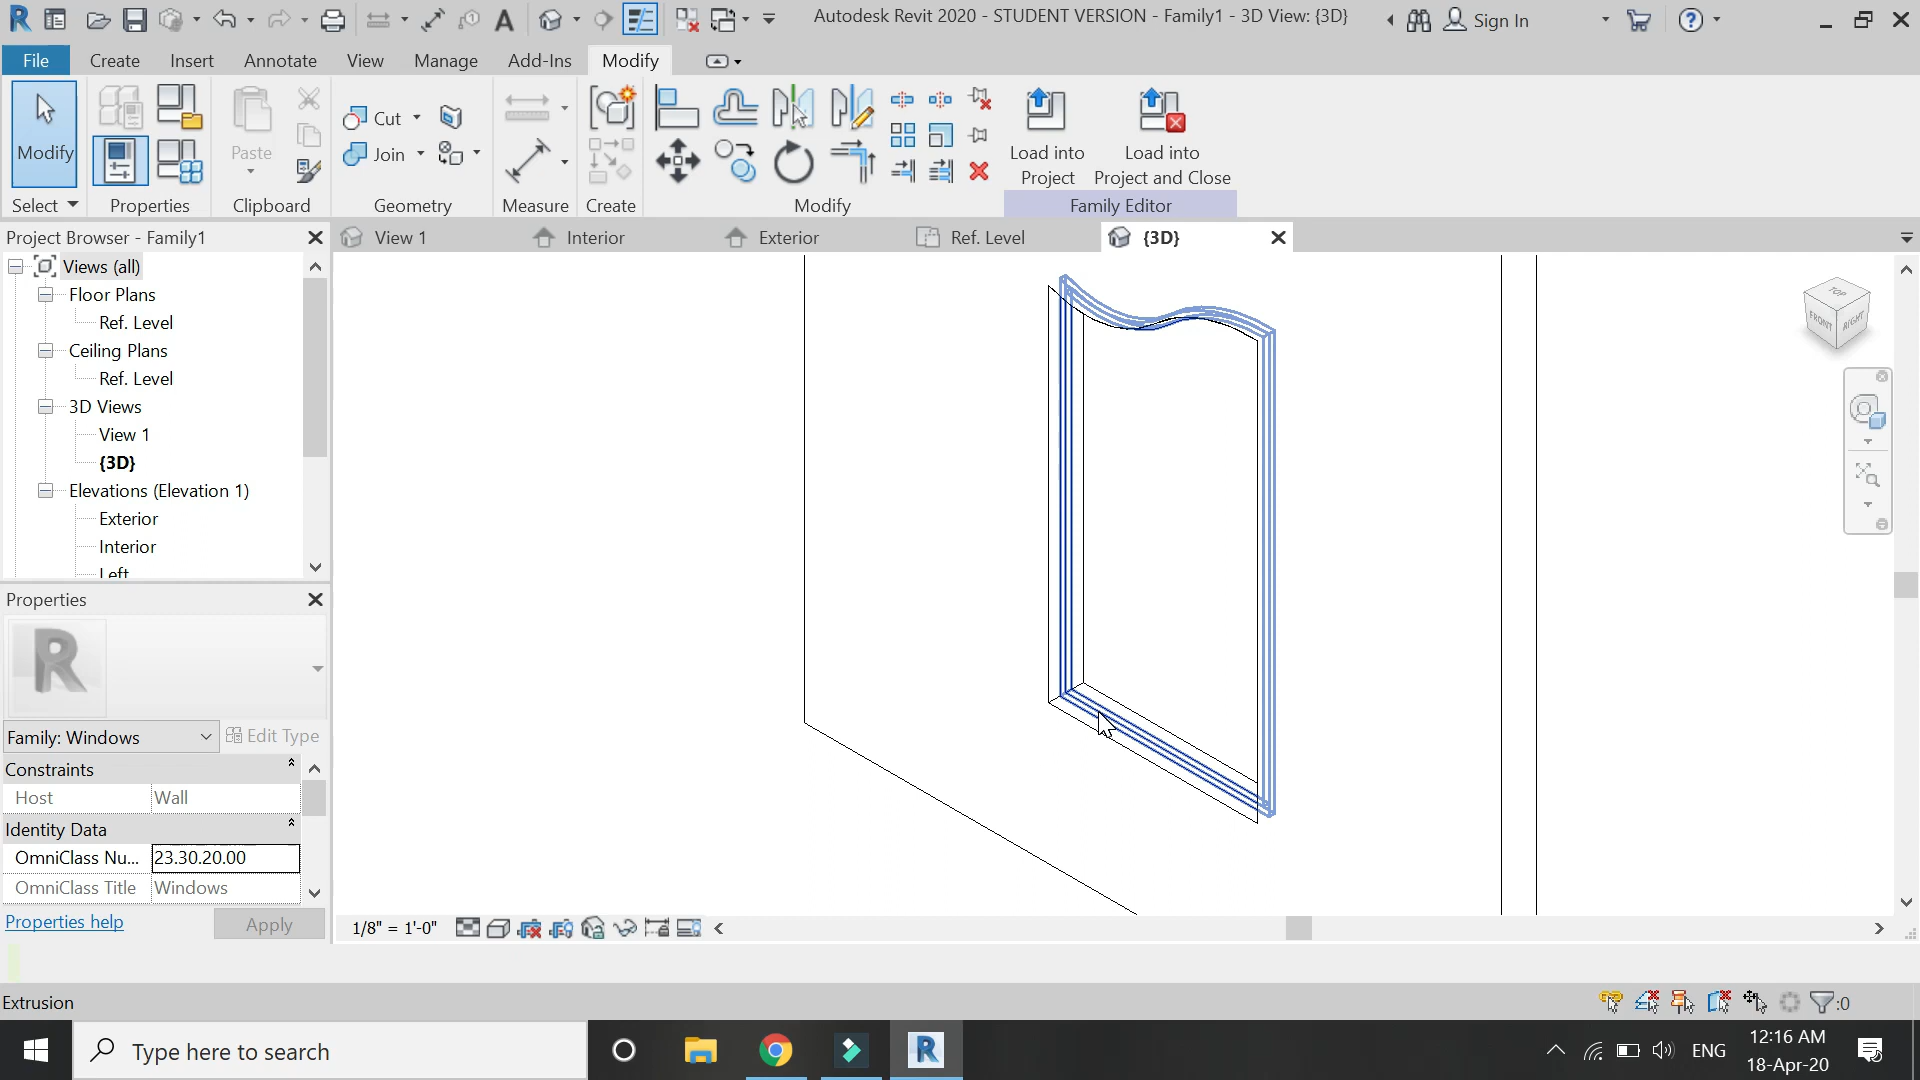 Autodesk Revit 2020 - STUDENT VERSION - Family1 - 3D View: {3D}
Sign In
File
Create
Insert
Annotate
View
Manage
Add-Ins
Modify
Modify
Paste
Cut
Join
Load into
Project
Load into
Project and Close
Select
Properties
Clipboard
Geometry
Measure
Create
Modify
Family Editor
Project Browser - Family1
View 1
Interior
Exterior
Ref. Level
{3D}
Views (all)
Floor Plans
Ref. Level
Ceiling Plans
Ref. Level
3D Views
View 1
{3D}
Elevations (Elevation 1)
Exterior
Interior
Left
TOP
FRONT
RIGHT
Properties
Family: Windows
Edit Type
Constraints
Host
Wall
Identity Data
OmniClass Nu...
23.30.20.00
OmniClass Title
Windows
Properties help
Apply
1/8" = 1'-0"
Extrusion
:0
Type here to search
ENG
12:16 AM
18-Apr-20